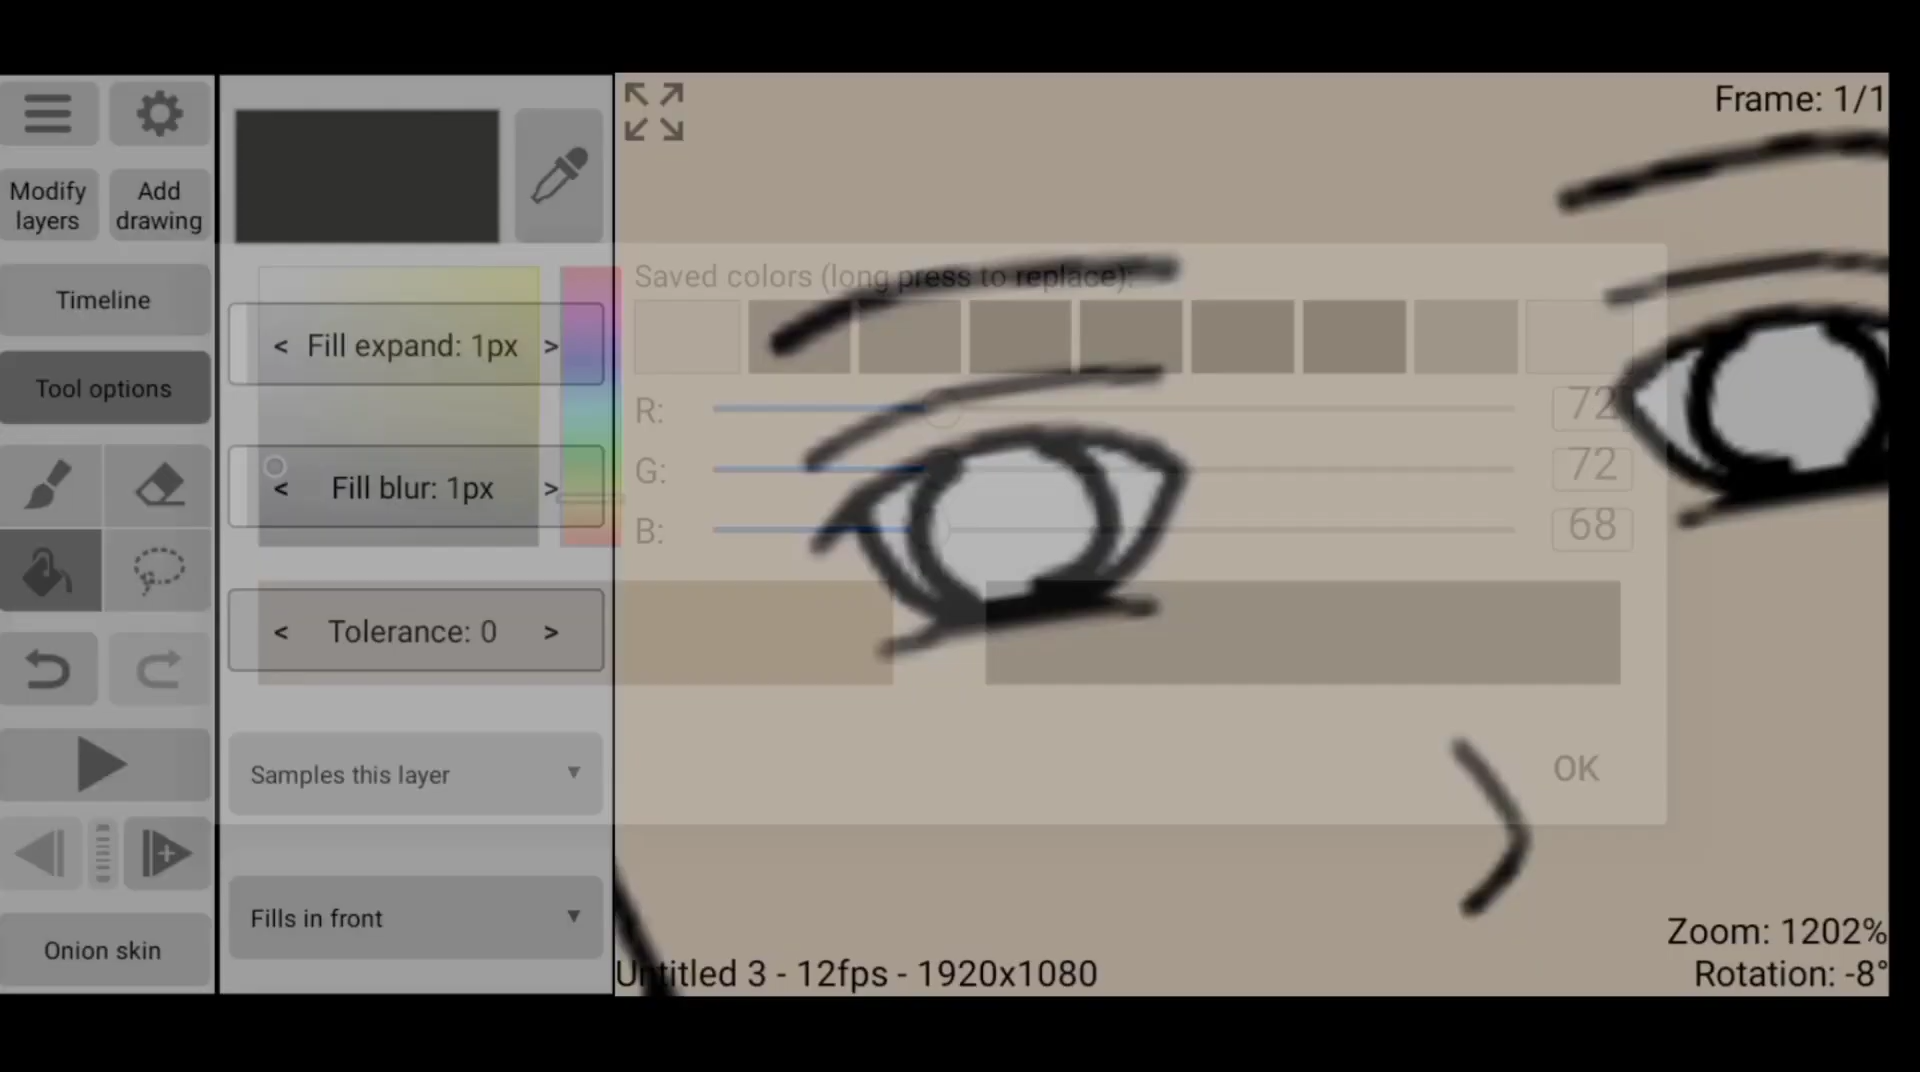 Frame: 1/1
Modify
layers
Add
drawing
Timeline
Tool options
Onion skin
< Fill expand: 1px >
< Fill blur: 1px >
< Tolerance: 0 >
Samples this layer
Fills in front
Saved colors (long press to replace):
R: 72
G: 72
B: 68
OK
Zoom: 1202%
Rotation: -8°
Untitled 3 - 12fps - 1920x1080